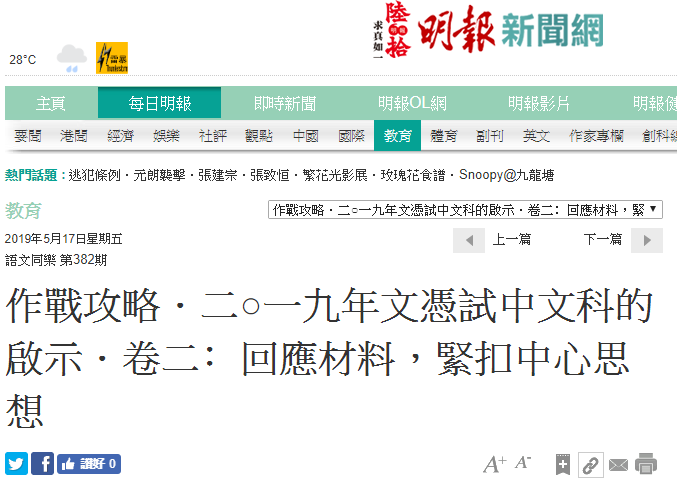 陸拾
明報
求真如一
明報 新聞網
28°C
雷暴
主頁 每日明報 即時新聞 明報OL網 明報影片 明報健
要聞 港聞 經濟 娛樂 社評 觀點 中國 國際 教育 體育 副刊 英文 作家專欄 創科
熱門話題：逃犯條例．元朗襲擊．張建宗．張致恒．繁花光影展．玫瑰花食譜．Snoopy@九龍塘
教育
作戰攻略．二○一九年文憑試中文科的啟示．卷二：回應材料，緊
2019年5月17日星期五
上一篇 下一篇
語文同樂 第382期
作戰攻略．二○一九年文憑試中文科的
啟示．卷二：回應材料，緊扣中心思
想
讚好 0
A+ A-